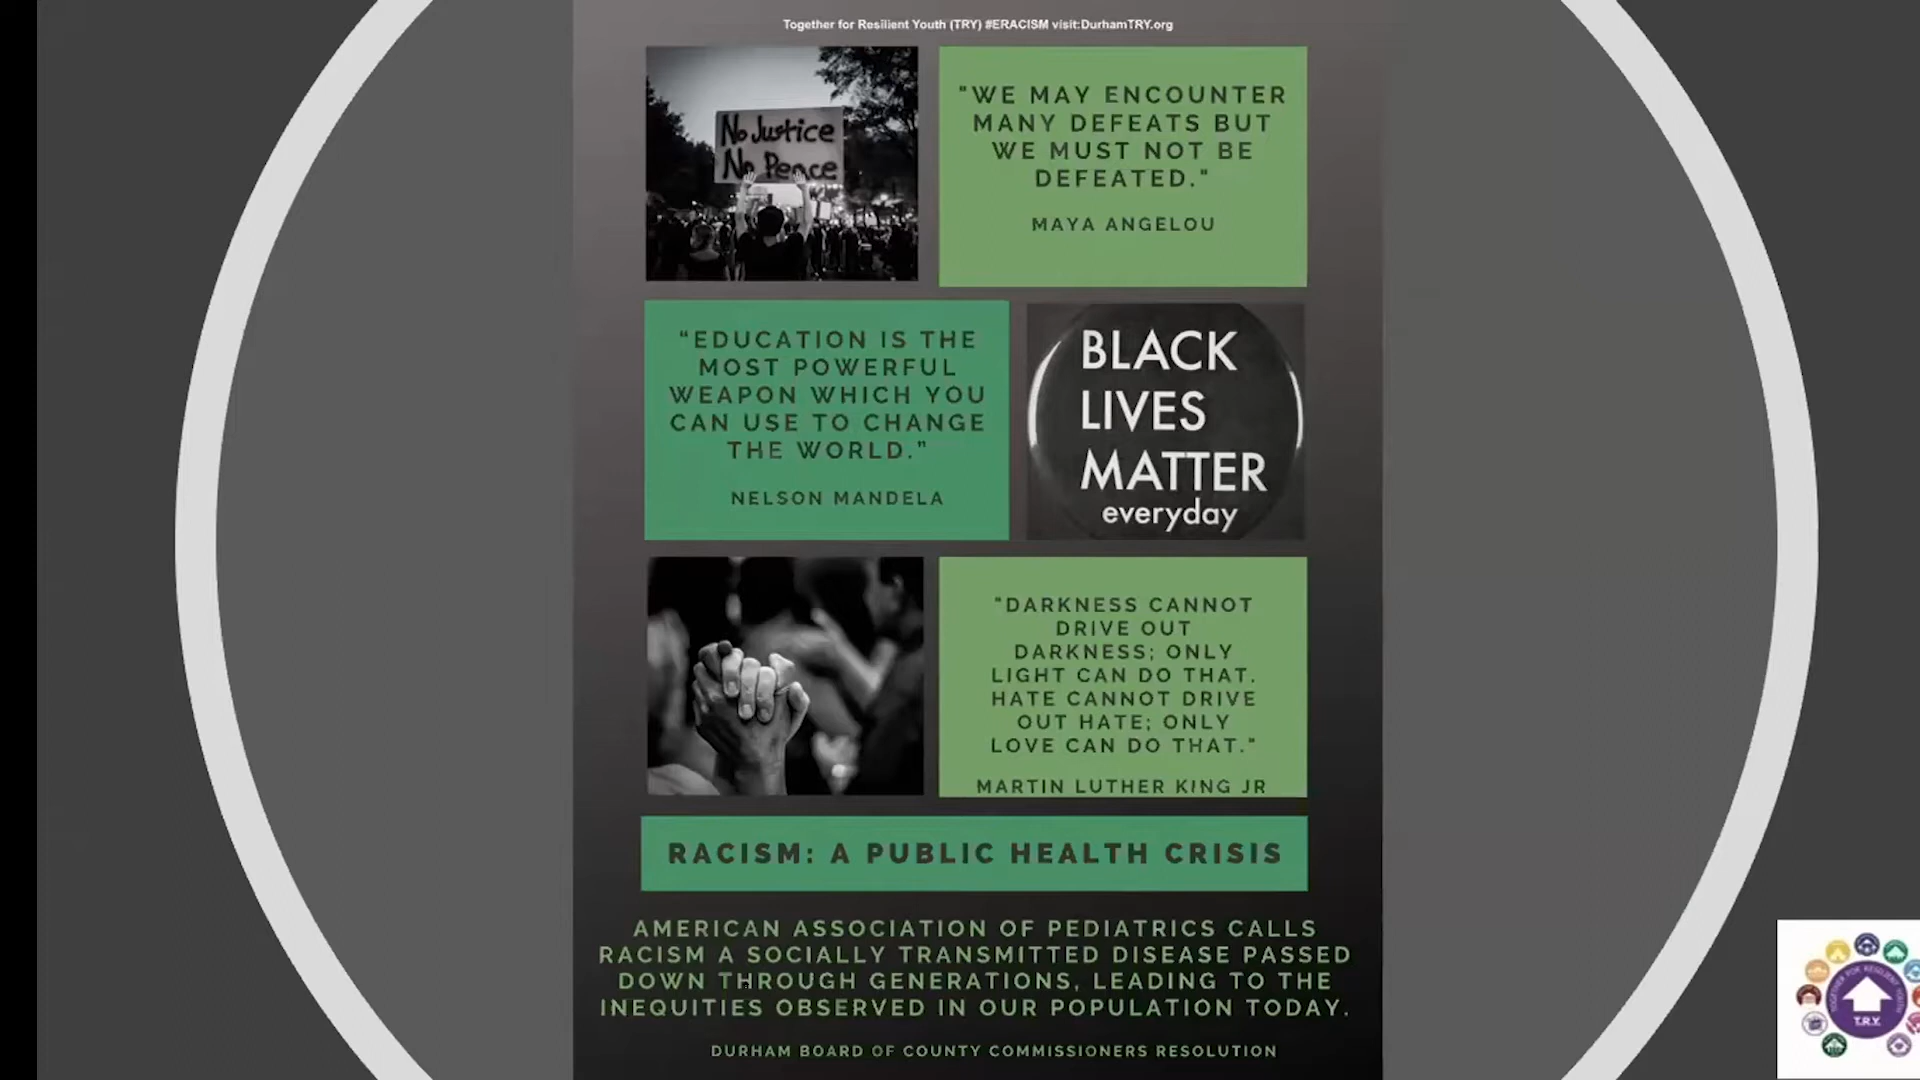 Together for Resilient Youth (TRY) #ERACISM visit:DurhamTRY.org
No Justice
No Peace
"WE MAY ENCOUNTER
MANY DEFEATS BUT
WE MUST NOT BE
DEFEATED."
MAYA ANGELOU
“EDUCATION IS THE
MOST POWERFUL
WEAPON WHICH YOU
CAN USE TO CHANGE
THE WORLD.”
NELSON MANDELA
BLACK
LIVES
MATTER
everyday
"DARKNESS CANNOT
DRIVE OUT
DARKNESS; ONLY
LIGHT CAN DO THAT.
HATE CANNOT DRIVE
OUT HATE; ONLY
LOVE CAN DO THAT."
MARTIN LUTHER KING JR
RACISM: A PUBLIC HEALTH CRISIS
AMERICAN ASSOCIATION OF PEDIATRICS CALLS
RACISM A SOCIALLY TRANSMITTED DISEASE PASSED
DOWN THROUGH GENERATIONS, LEADING TO THE
INEQUITIES OBSERVED IN OUR POPULATION TODAY.
DURHAM BOARD OF COUNTY COMMISSIONERS RESOLUTION
TOGETHER FOR RESILIENT YOUTH
T.R.Y.